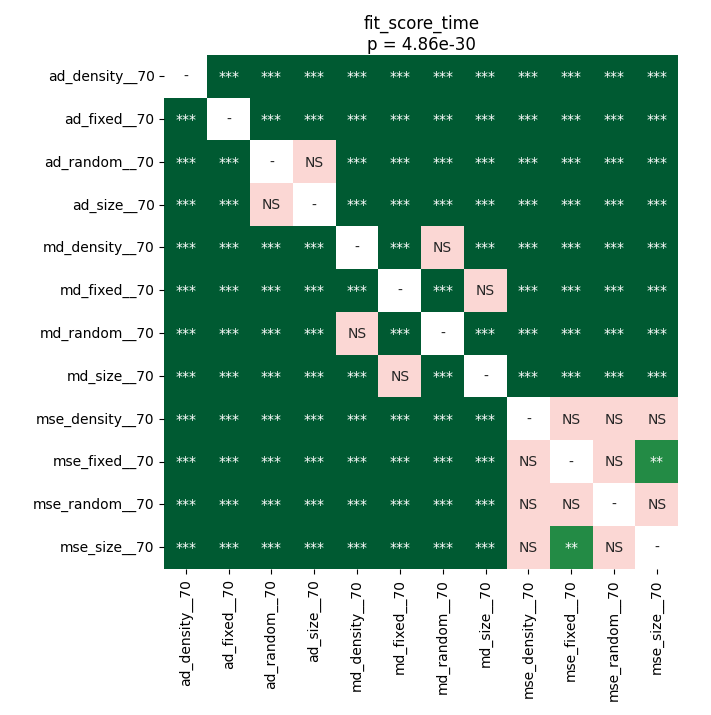 fit_score_time
p = 4.86e-30
ad_density__70 - *** *** *** *** *** *** *** *** *** *** ***
ad_fixed__70 *** - *** *** *** *** *** *** *** *** *** ***
ad_random__70 *** *** - NS *** *** *** *** *** *** *** ***
ad_size__70 *** *** NS - *** *** *** *** *** *** *** ***
md_density__70 *** *** *** *** - *** NS *** *** *** *** ***
md_fixed__70 *** *** *** *** *** - *** NS *** *** *** ***
md_random__70 *** *** *** *** NS *** - *** *** *** *** ***
md_size__70 *** *** *** *** *** NS *** - *** *** *** ***
mse_density__70 *** *** *** *** *** *** *** *** - NS NS NS
mse_fixed__70 *** *** *** *** *** *** *** *** NS - NS **
mse_random__70 *** *** *** *** *** *** *** *** NS NS - NS
mse_size__70 *** *** *** *** *** *** *** *** NS ** NS -
ad_density__70
ad_fixed__70
ad_random__70
ad_size__70
md_density__70
md_fixed__70
md_random__70
md_size__70
mse_density__70
mse_fixed__70
mse_random__70
mse_size__70